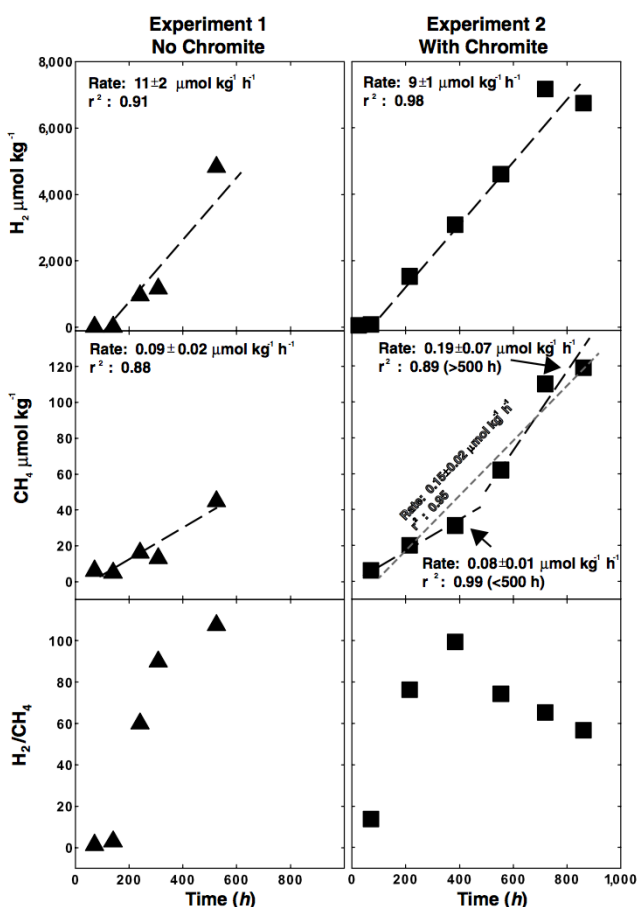 Experiment 1
No Chromite
Experiment 2
With Chromite
H₂ μmol kg⁻¹
8,000
6,000
4,000
2,000
0
Rate: 11±2 μmol kg⁻¹ h⁻¹
r² : 0.91
Rate: 9±1 μmol kg⁻¹ h⁻¹
r² : 0.98
CH₄ μmol kg⁻¹
120
100
80
60
40
20
0
Rate: 0.09±0.02 μmol kg⁻¹ h⁻¹
r² : 0.88
Rate: 0.19±0.07 μmol kg⁻¹ h⁻¹
r² : 0.89 (>500 h)
Rate: 0.15±0.02 μmol kg⁻¹ h⁻¹
r² : 0.95
Rate: 0.08±0.01 μmol kg⁻¹ h⁻¹
r² : 0.99 (<500 h)
H₂/CH₄
100
80
60
40
20
0
0 200 400 600 800
0 200 400 600 800 1,000
Time (h)
Time (h)